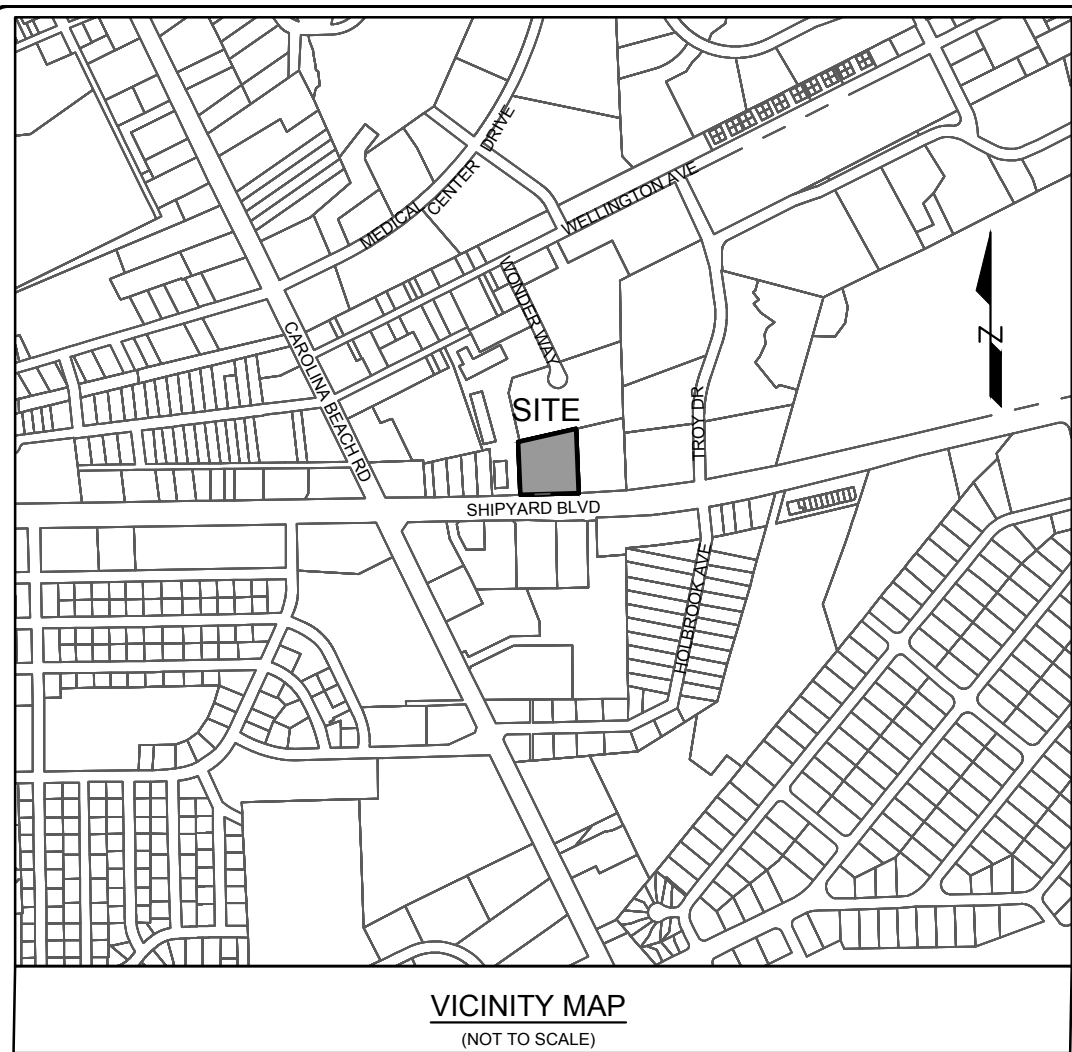 MEDICAL CENTER DRIVE
WELLINGTON AVE
WONDER WAY
CAROLINA BEACH RD
N
SITE
TROY DR
SHIPYARD BLVD
HOLBROOK AVE
VICINITY MAP
(NOT TO SCALE)